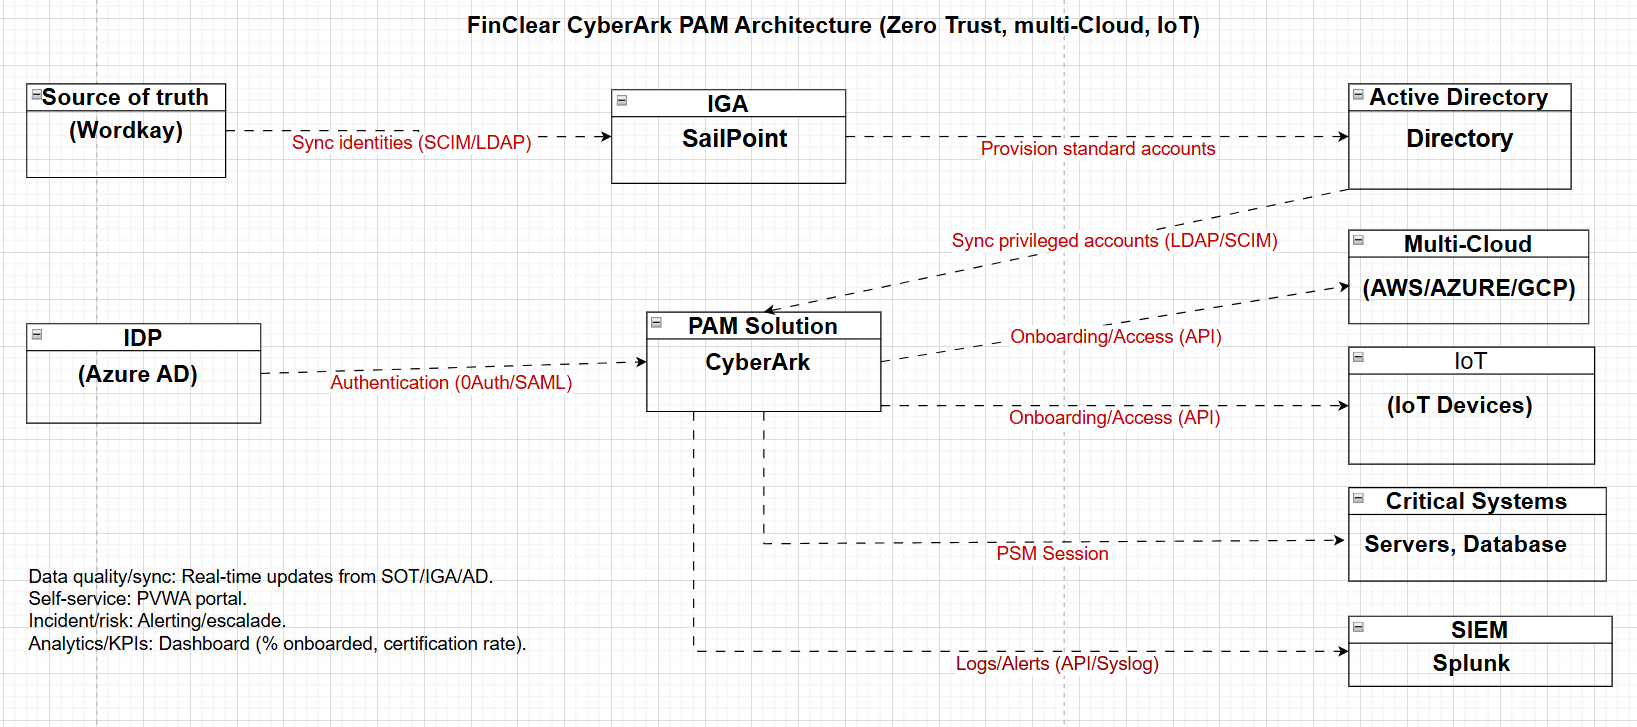 FinClear CyberArk PAM Architecture (Zero Trust, multi-Cloud, IoT)
Source of truth
(Wordkay)
Sync identities (SCIM/LDAP)
IGA
SailPoint
Provision standard accounts
Active Directory
Directory
Sync privileged accounts (LDAP/SCIM)
Multi-Cloud
(AWS/AZURE/GCP)
IDP
(Azure AD)
Authentication (0Auth/SAML)
PAM Solution
CyberArk
Onboarding/Access (API)
IoT
(IoT Devices)
Onboarding/Access (API)
Critical Systems
Servers, Database
PSM Session
Data quality/sync: Real-time updates from SOT/IGA/AD.
Self-service: PVWA portal.
Incident/risk: Alerting/escalade.
Analytics/KPIs: Dashboard (% onboarded, certification rate).
SIEM
Splunk
Logs/Alerts (API/Syslog)